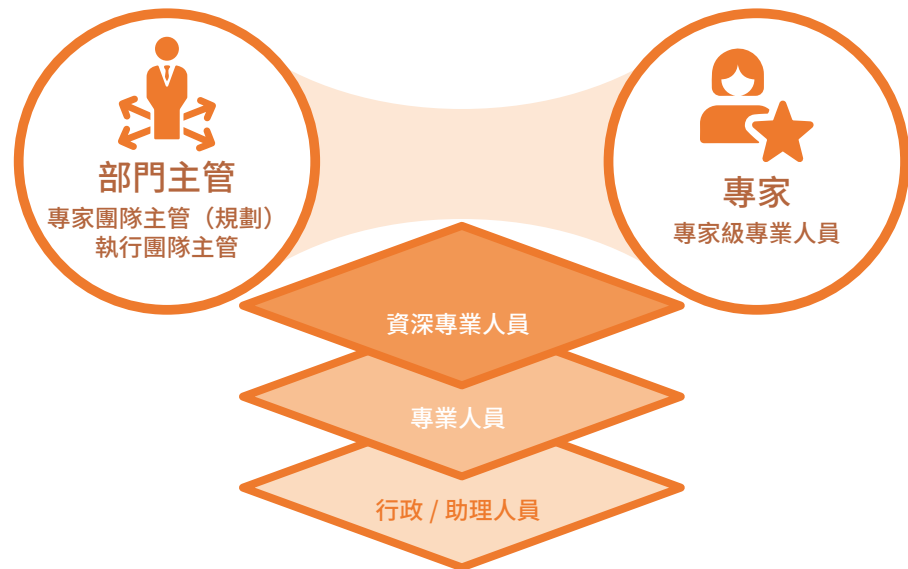 部門主管
專家團隊主管（規劃）
執行團隊主管
專家
專家級專業人員
資深專業人員
專業人員
行政 / 助理人員